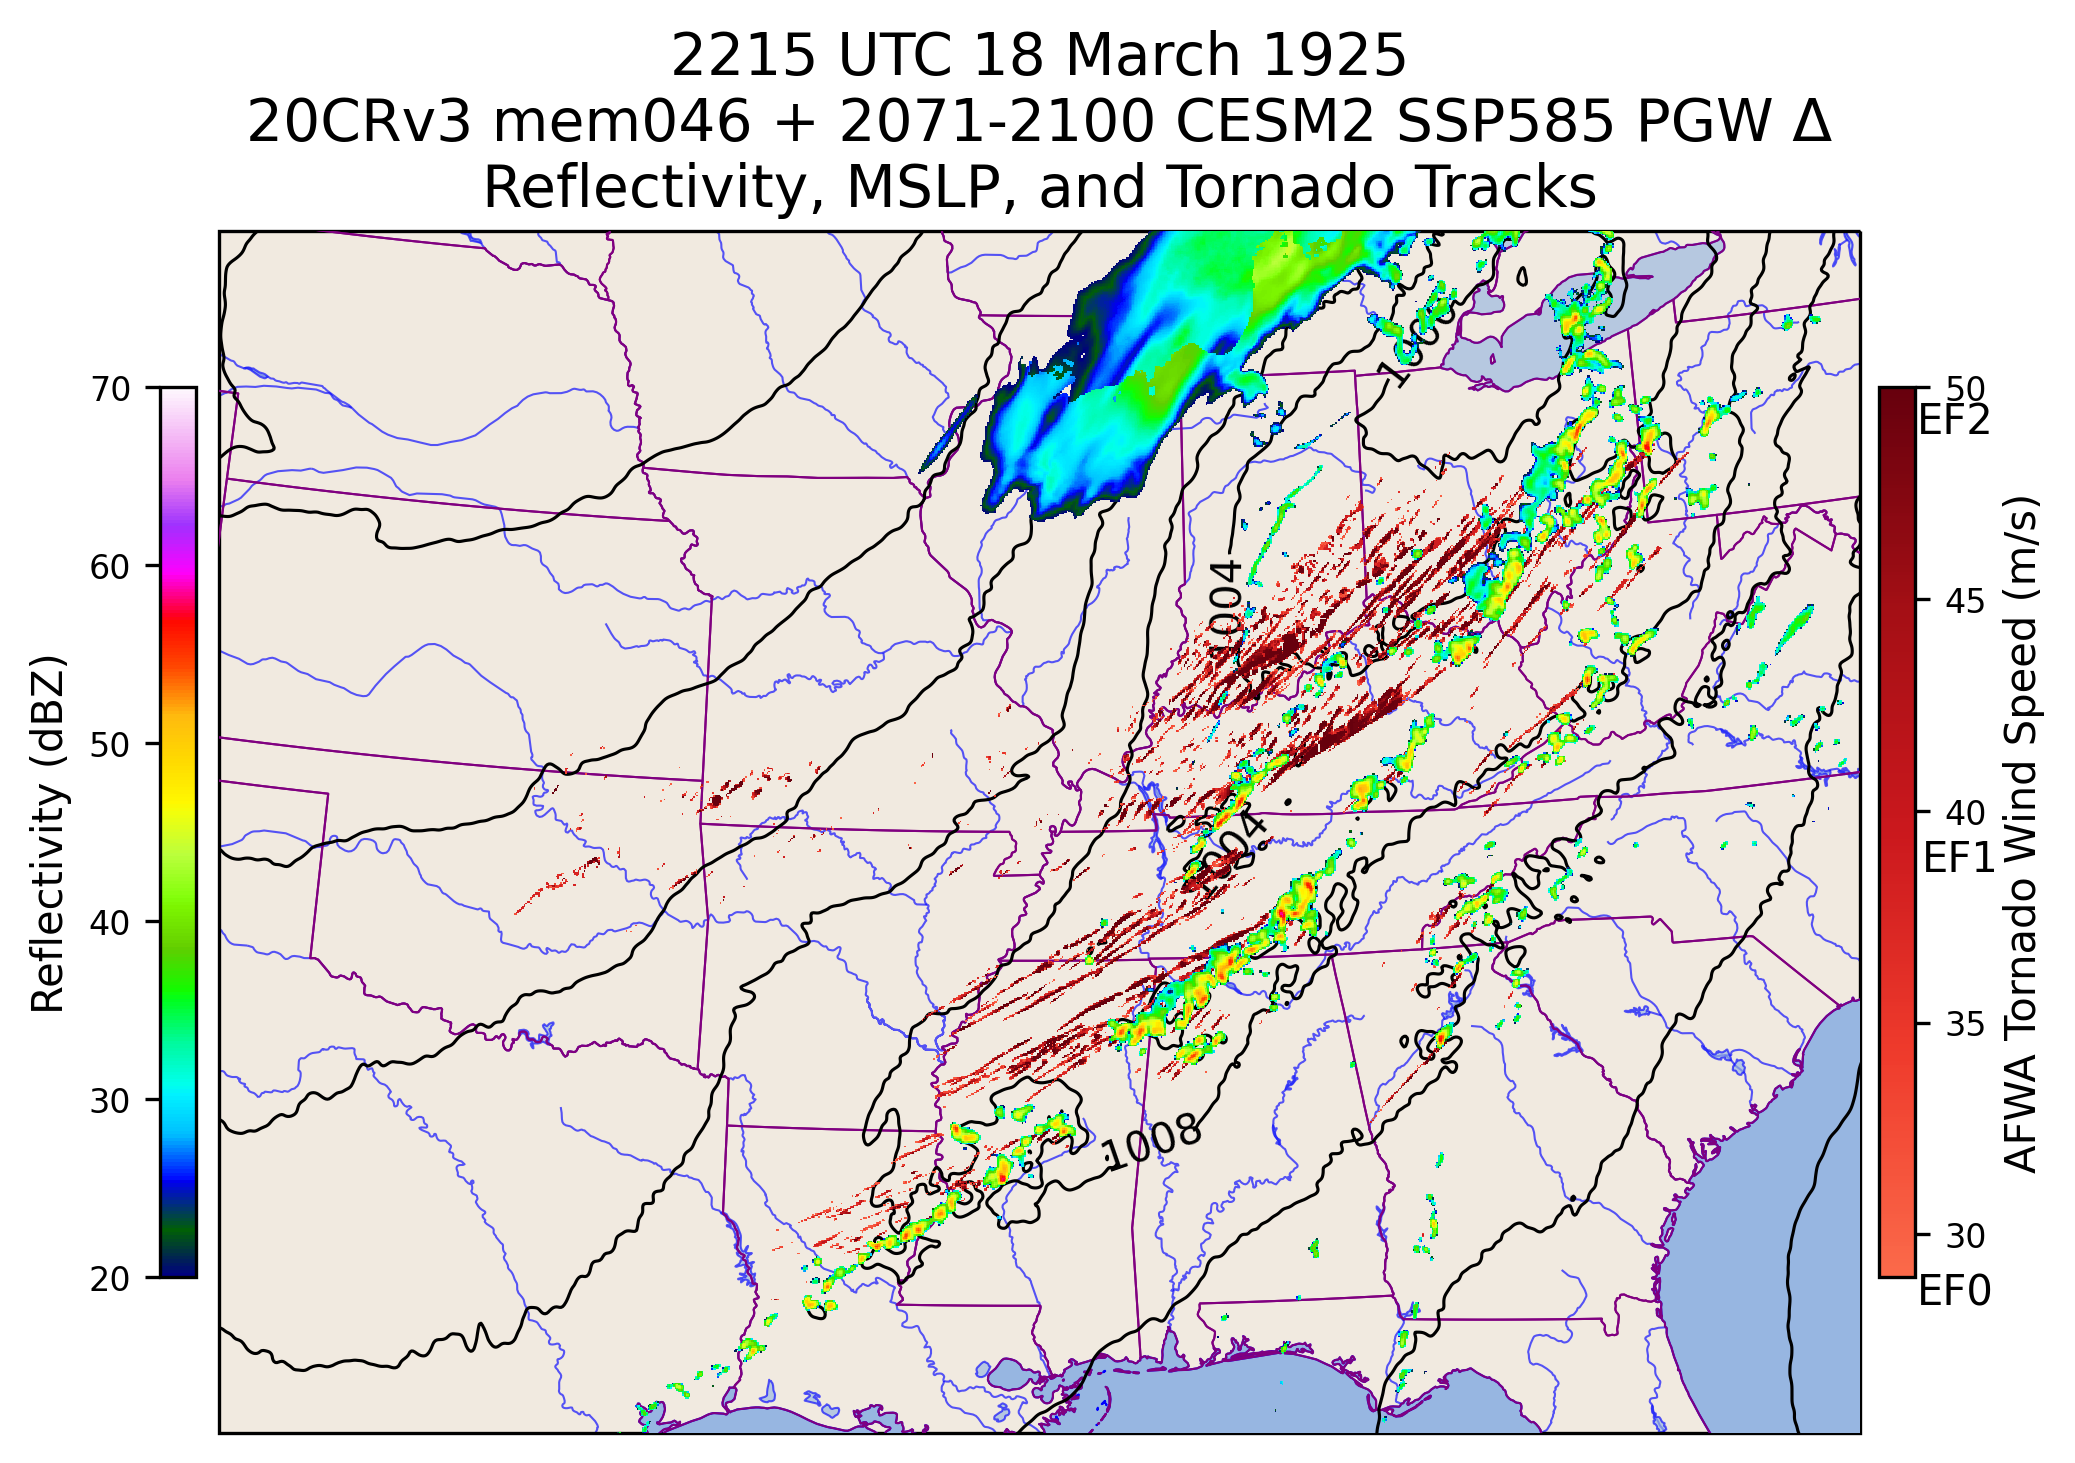 2215 UTC 18 March 1925
20CRv3 mem046 + 2071-2100 CESM2 SSP585 PGW Δ
Reflectivity, MSLP, and Tornado Tracks
70
60
50
40
30
20
Reflectivity (dBZ)
1004
1004
1008
50
EF2
45
40
EF1
35
30
EF0
AFWA Tornado Wind Speed (m/s)